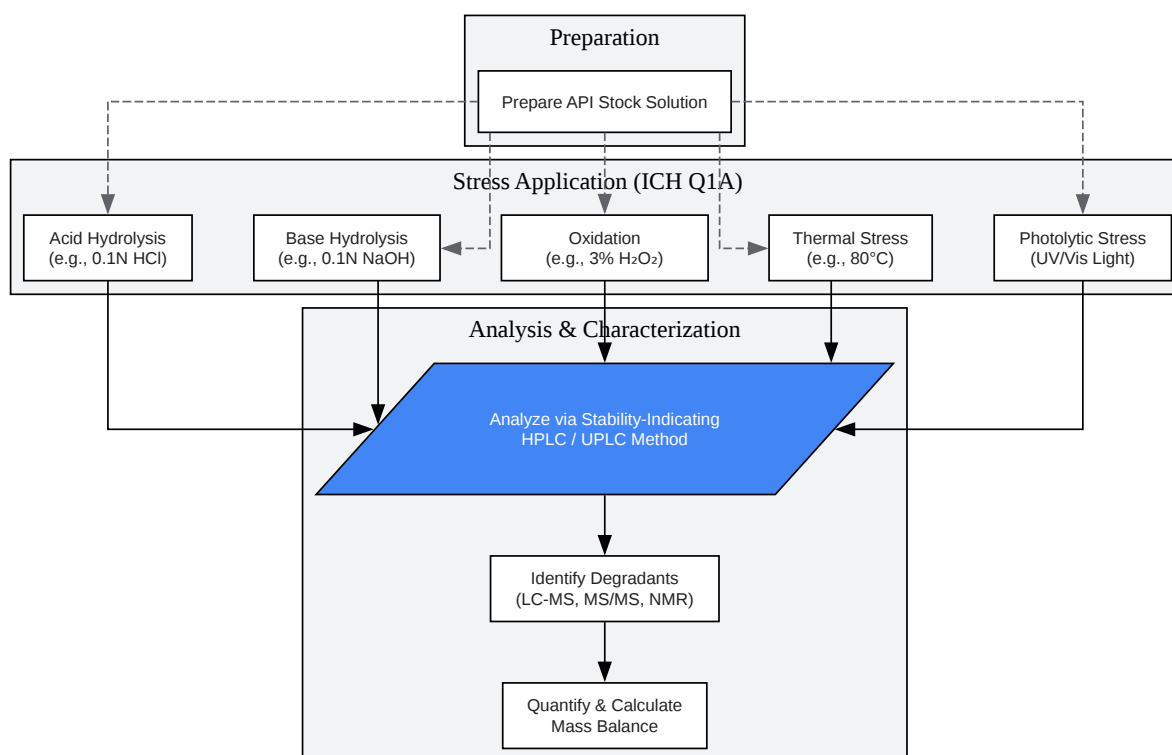 Preparation
Prepare API Stock Solution
Stress Application (ICH Q1A)
Acid Hydrolysis
(e.g., 0.1N HCl)
Base Hydrolysis
(e.g., 0.1N NaOH)
Oxidation
(e.g., 3% H₂O₂)
Thermal Stress
(e.g., 80°C)
Photolytic Stress
(UV/Vis Light)
Analysis & Characterization
Analyze via Stability-Indicating
HPLC / UPLC Method
Identify Degradants
(LC-MS, MS/MS, NMR)
Quantify & Calculate
Mass Balance